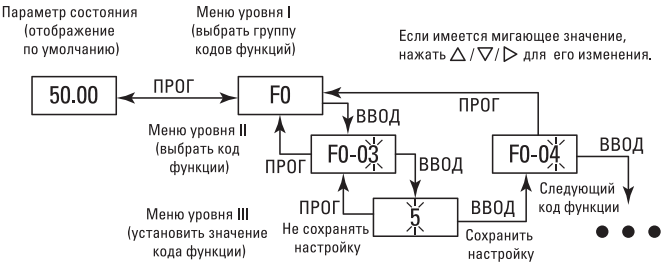 Параметр состояния
(отображение
по умолчанию)
Меню уровня I
(выбрать группу
кодов функций)
Если имеется мигающее значение,
нажать △ / ▽ / ▷ для его изменения.
50.00
ПРОГ
F0
ПРОГ
ВВОД
Меню уровня II
(выбрать код
функции)
ПРОГ
F0-03
ВВОД
F0-04
ВВОД
Следующий
код функции
Меню уровня III
(установить значение
кода функции)
ПРОГ
Не сохранять
настройку
5
ВВОД
Сохранить
настройку